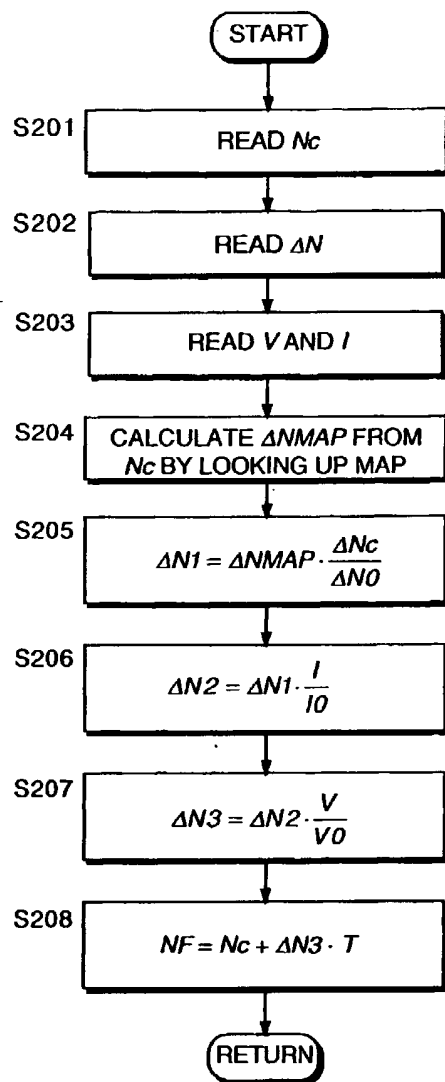 START
S201
READ Nc
S202
READ ΔN
S203
READ V AND I
S204
CALCULATE ΔNMAP FROM
Nc BY LOOKING UP MAP
S205
ΔN1 = ΔNMAP · ΔNc / ΔN0
S206
ΔN2 = ΔN1 · I / I0
S207
ΔN3 = ΔN2 · V / V0
S208
NF = Nc + ΔN3 · T
RETURN